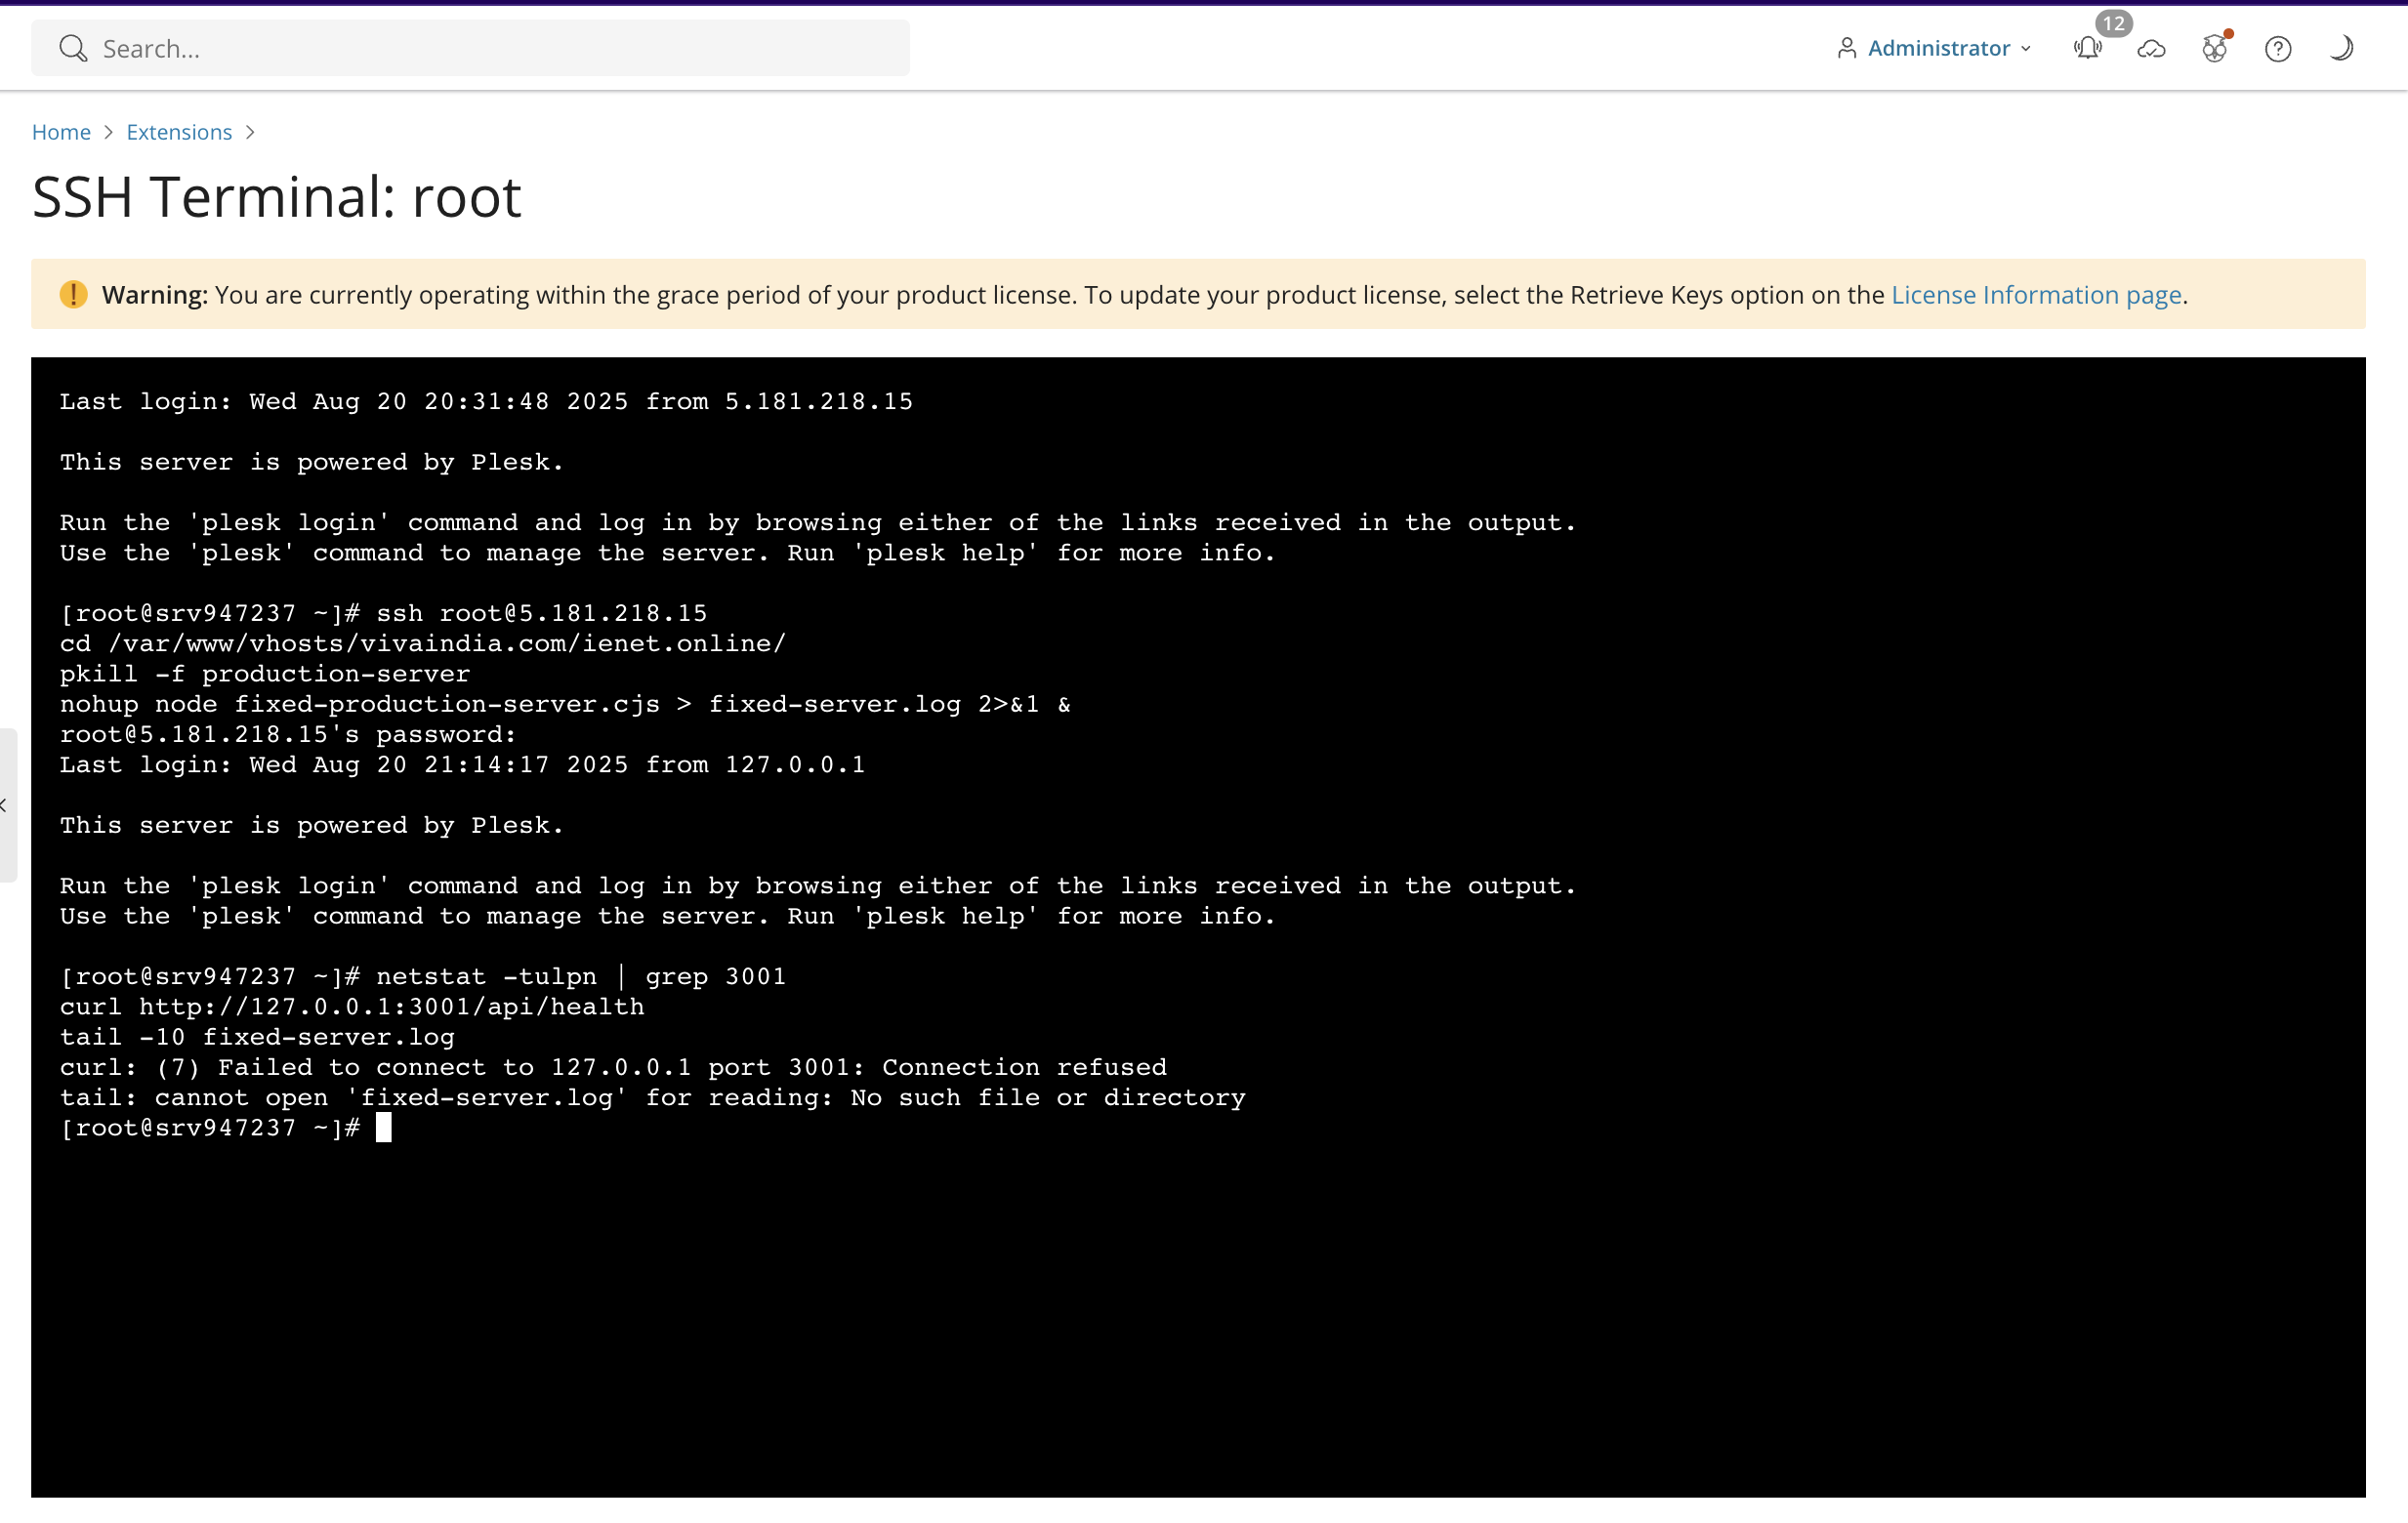 Search...
Administrator
12
Home > Extensions >
SSH Terminal: root
Warning: You are currently operating within the grace period of your product license. To update your product license, select the Retrieve Keys option on the License Information page.
Last login: Wed Aug 20 20:31:48 2025 from 5.181.218.15
This server is powered by Plesk.
Run the 'plesk login' command and log in by browsing either of the links received in the output.
Use the 'plesk' command to manage the server. Run 'plesk help' for more info.
[root@srv947237 ~]# ssh root@5.181.218.15
cd /var/www/vhosts/vivaindia.com/ienet.online/
pkill -f production-server
nohup node fixed-production-server.cjs > fixed-server.log 2>&1 &
root@5.181.218.15's password:
Last login: Wed Aug 20 21:14:17 2025 from 127.0.0.1
This server is powered by Plesk.
Run the 'plesk login' command and log in by browsing either of the links received in the output.
Use the 'plesk' command to manage the server. Run 'plesk help' for more info.
[root@srv947237 ~]# netstat -tulpn | grep 3001
curl http://127.0.0.1:3001/api/health
tail -10 fixed-server.log
curl: (7) Failed to connect to 127.0.0.1 port 3001: Connection refused
tail: cannot open 'fixed-server.log' for reading: No such file or directory
[root@srv947237 ~]#